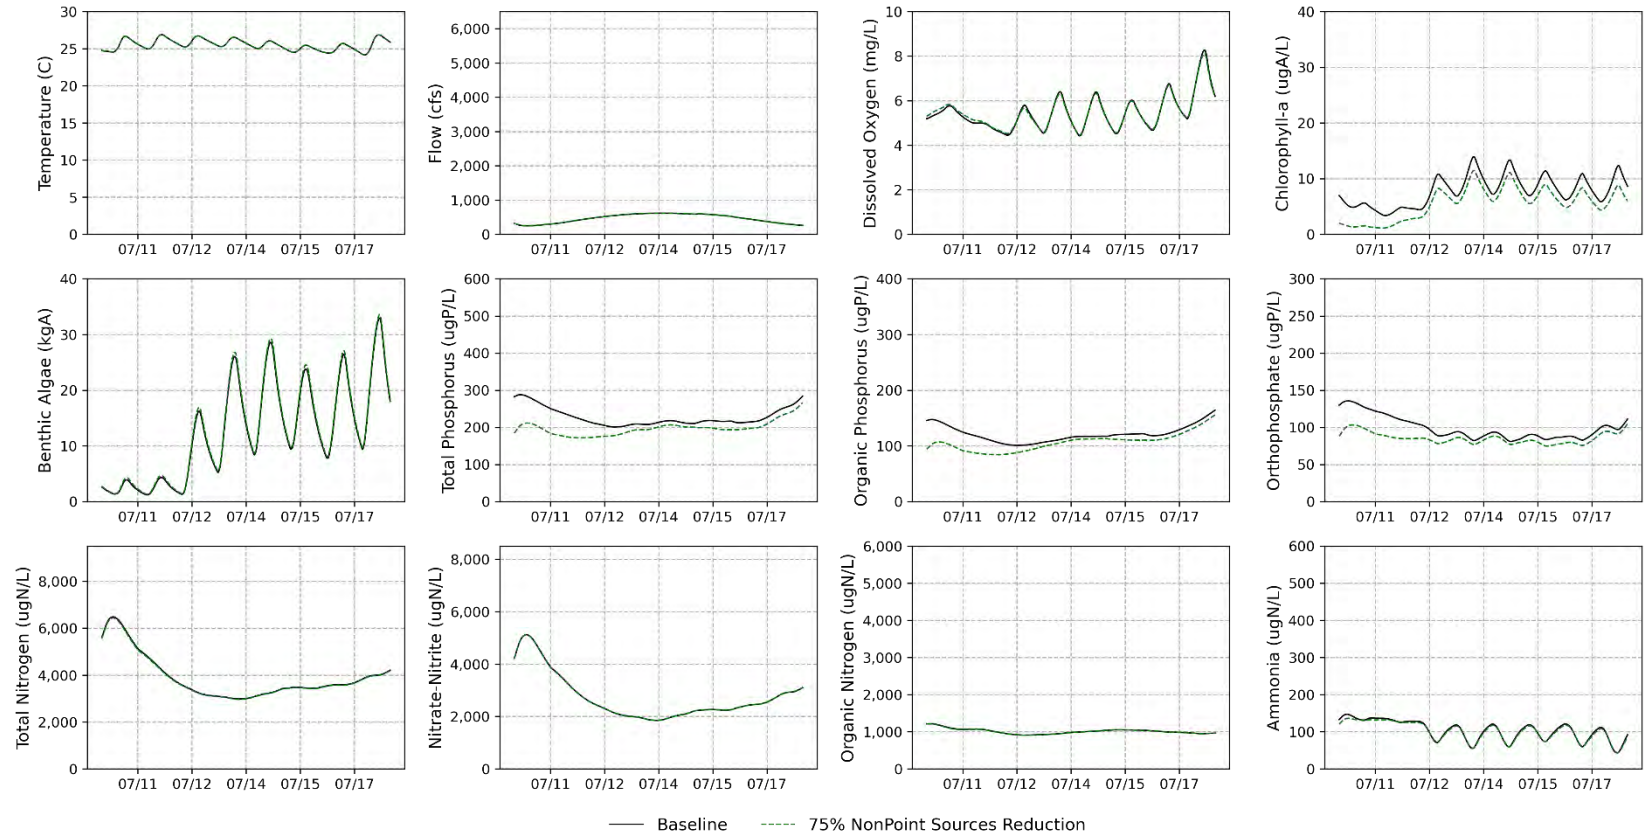 Temperature (C)
30
25
20
15
10
5
0
07/11 07/12 07/14 07/15 07/17
Flow (cfs)
6,000
5,000
4,000
3,000
2,000
1,000
0
07/11 07/12 07/14 07/15 07/17
Dissolved Oxygen (mg/L)
10
8
6
4
2
0
07/11 07/12 07/14 07/15 07/17
Chlorophyll-a (ugA/L)
40
30
20
10
0
07/11 07/12 07/14 07/15 07/17
Benthic Algae (kgA)
40
30
20
10
0
07/11 07/12 07/14 07/15 07/17
Total Phosphorus (ugP/L)
600
500
400
300
200
100
0
07/11 07/12 07/14 07/15 07/17
Organic Phosphorus (ugP/L)
400
300
200
100
0
07/11 07/12 07/14 07/15 07/17
Orthophosphate (ugP/L)
300
250
200
150
100
50
0
07/11 07/12 07/14 07/15 07/17
Total Nitrogen (ugN/L)
8,000
6,000
4,000
2,000
0
07/11 07/12 07/14 07/15 07/17
Nitrate-Nitrite (ugN/L)
8,000
6,000
4,000
2,000
0
07/11 07/12 07/14 07/15 07/17
Organic Nitrogen (ugN/L)
6,000
5,000
4,000
3,000
2,000
1,000
0
07/11 07/12 07/14 07/15 07/17
Ammonia (ugN/L)
600
500
400
300
200
100
0
07/11 07/12 07/14 07/15 07/17
Baseline
75% NonPoint Sources Reduction